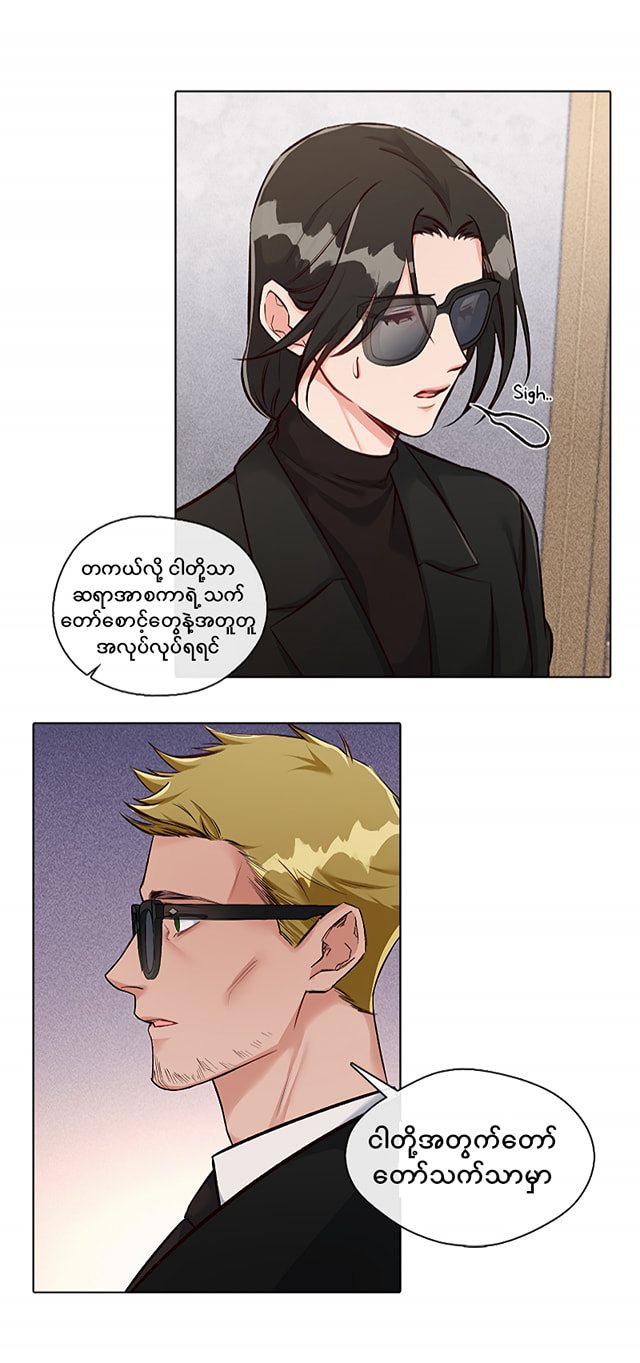 Sigh..
တကယ်လို့ ငါတို့သာ
ဆရာအာစကာရဲ့ သက်
တော်စောင့်တွေနဲ့အတူတူ
အလုပ်လုပ်ရရင်
ငါတို့အတွက်တော်
တော်သက်သာမှာ